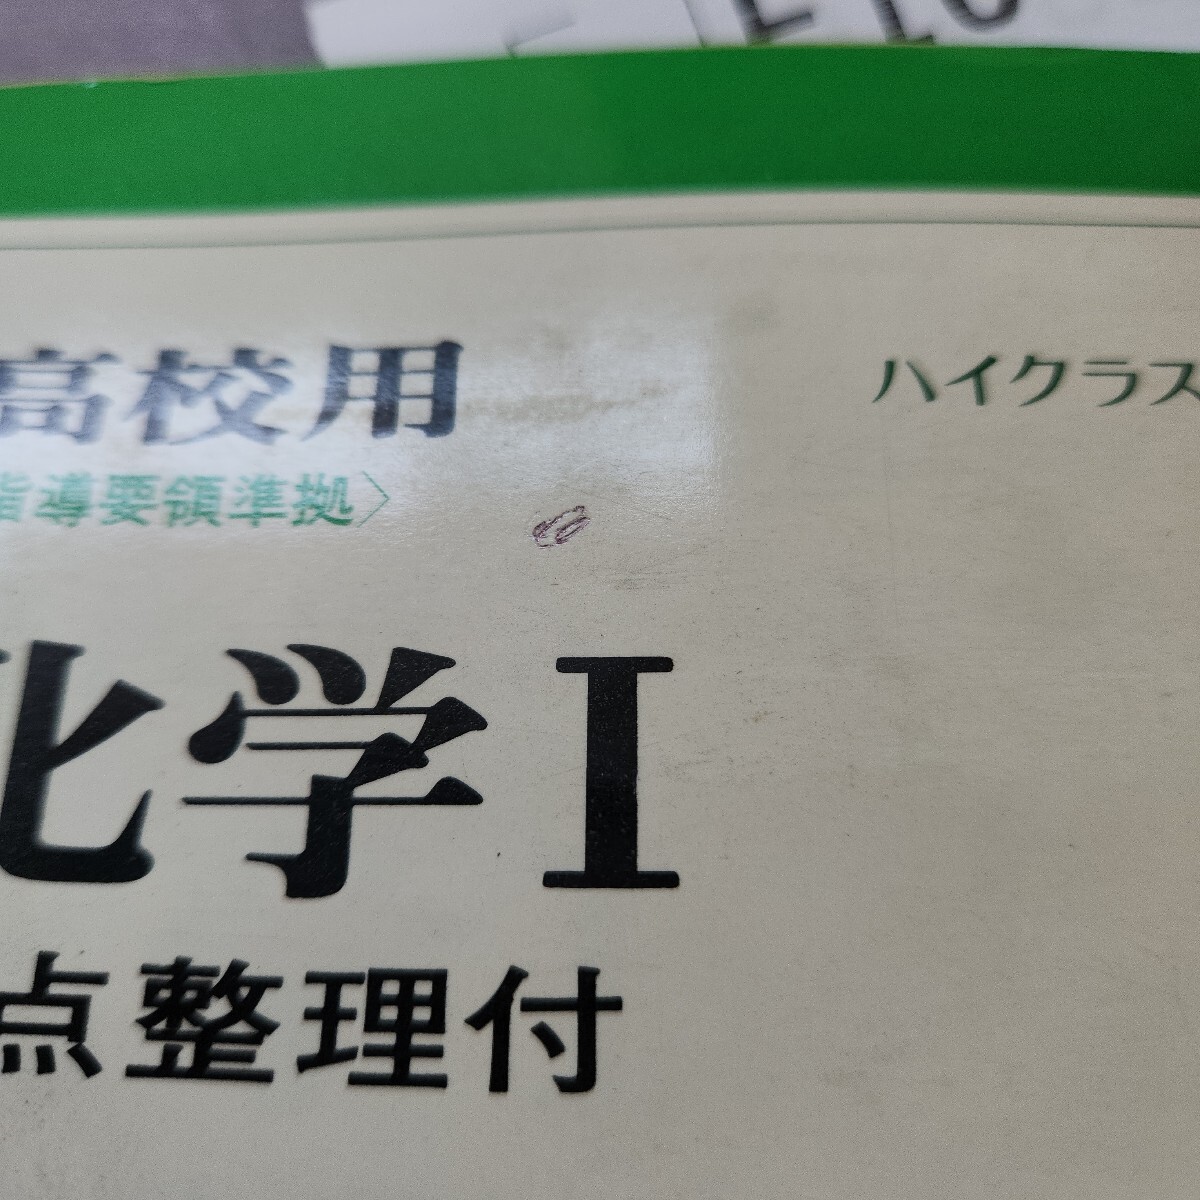 高校用
ハイクラス
指導要領準拠〉
化学Ⅰ
点整理付